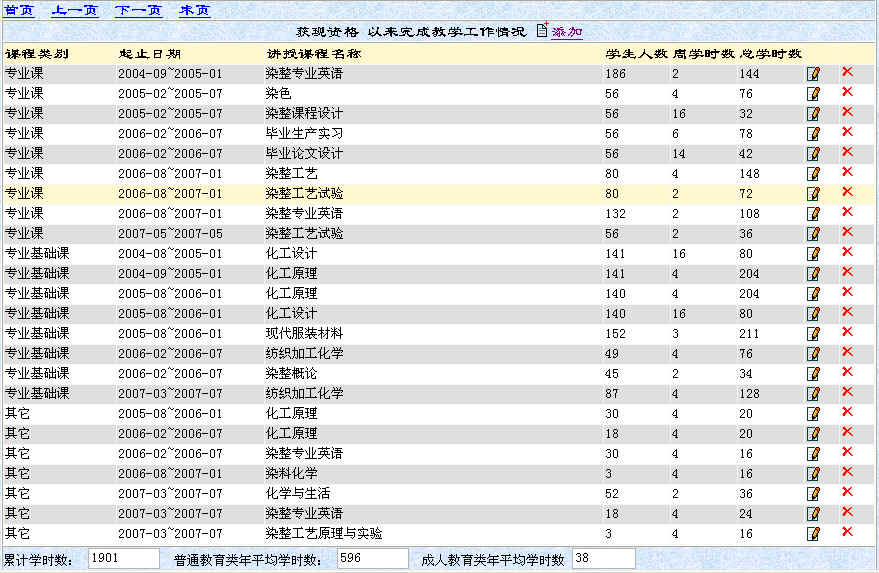 首页 上一页 下一页 末页
获现资格 以来完成教学工作情况 添加
课程类别 起止日期 讲授课程名称 学生人数 周学时数 总学时数
专业课 2004-09~2005-01 染整专业英语 186 2 144
专业课 2005-02~2005-07 染色 56 4 76
专业课 2005-02~2005-07 染整课程设计 56 16 32
专业课 2006-02~2006-07 毕业生产实习 56 6 78
专业课 2006-02~2006-07 毕业论文设计 56 14 42
专业课 2006-08~2007-01 染整工艺 80 4 148
专业课 2006-08~2007-01 染整工艺试验 80 2 72
专业课 2006-08~2007-01 染整专业英语 132 2 108
专业课 2007-05~2007-05 染整工艺试验 56 2 36
专业基础课 2004-08~2005-01 化工设计 141 16 80
专业基础课 2004-09~2005-01 化工原理 141 4 204
专业基础课 2005-08~2006-01 化工原理 140 4 204
专业基础课 2005-08~2006-01 化工设计 140 16 80
专业基础课 2005-08~2006-01 现代服装材料 152 3 211
专业基础课 2006-02~2006-07 纺织加工化学 49 4 76
专业基础课 2006-02~2006-07 染整概论 45 2 34
专业基础课 2007-03~2007-07 纺织加工化学 87 4 128
其它 2005-08~2006-01 化工原理 30 4 20
其它 2006-02~2006-07 化工原理 18 4 20
其它 2006-02~2006-07 染整专业英语 30 4 16
其它 2006-08~2007-01 染料化学 3 4 16
其它 2007-03~2007-07 化学与生活 52 2 36
其它 2007-03~2007-07 染整专业英语 18 4 24
其它 2007-03~2007-07 染整工艺原理与实验 3 4 16
累计学时数: 1901 普通教育类年平均学时数: 596 成人教育类年平均学时数 38